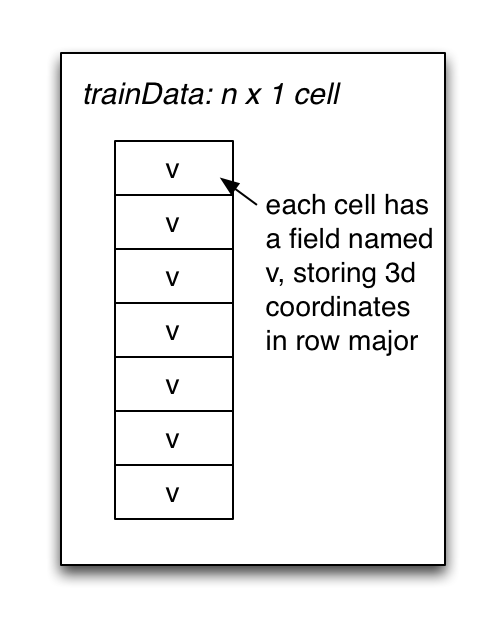 trainData: n x 1 cell
v
each cell has
v
a field named
v, storing 3d
v
coordinates
v
in row major
v
v
v